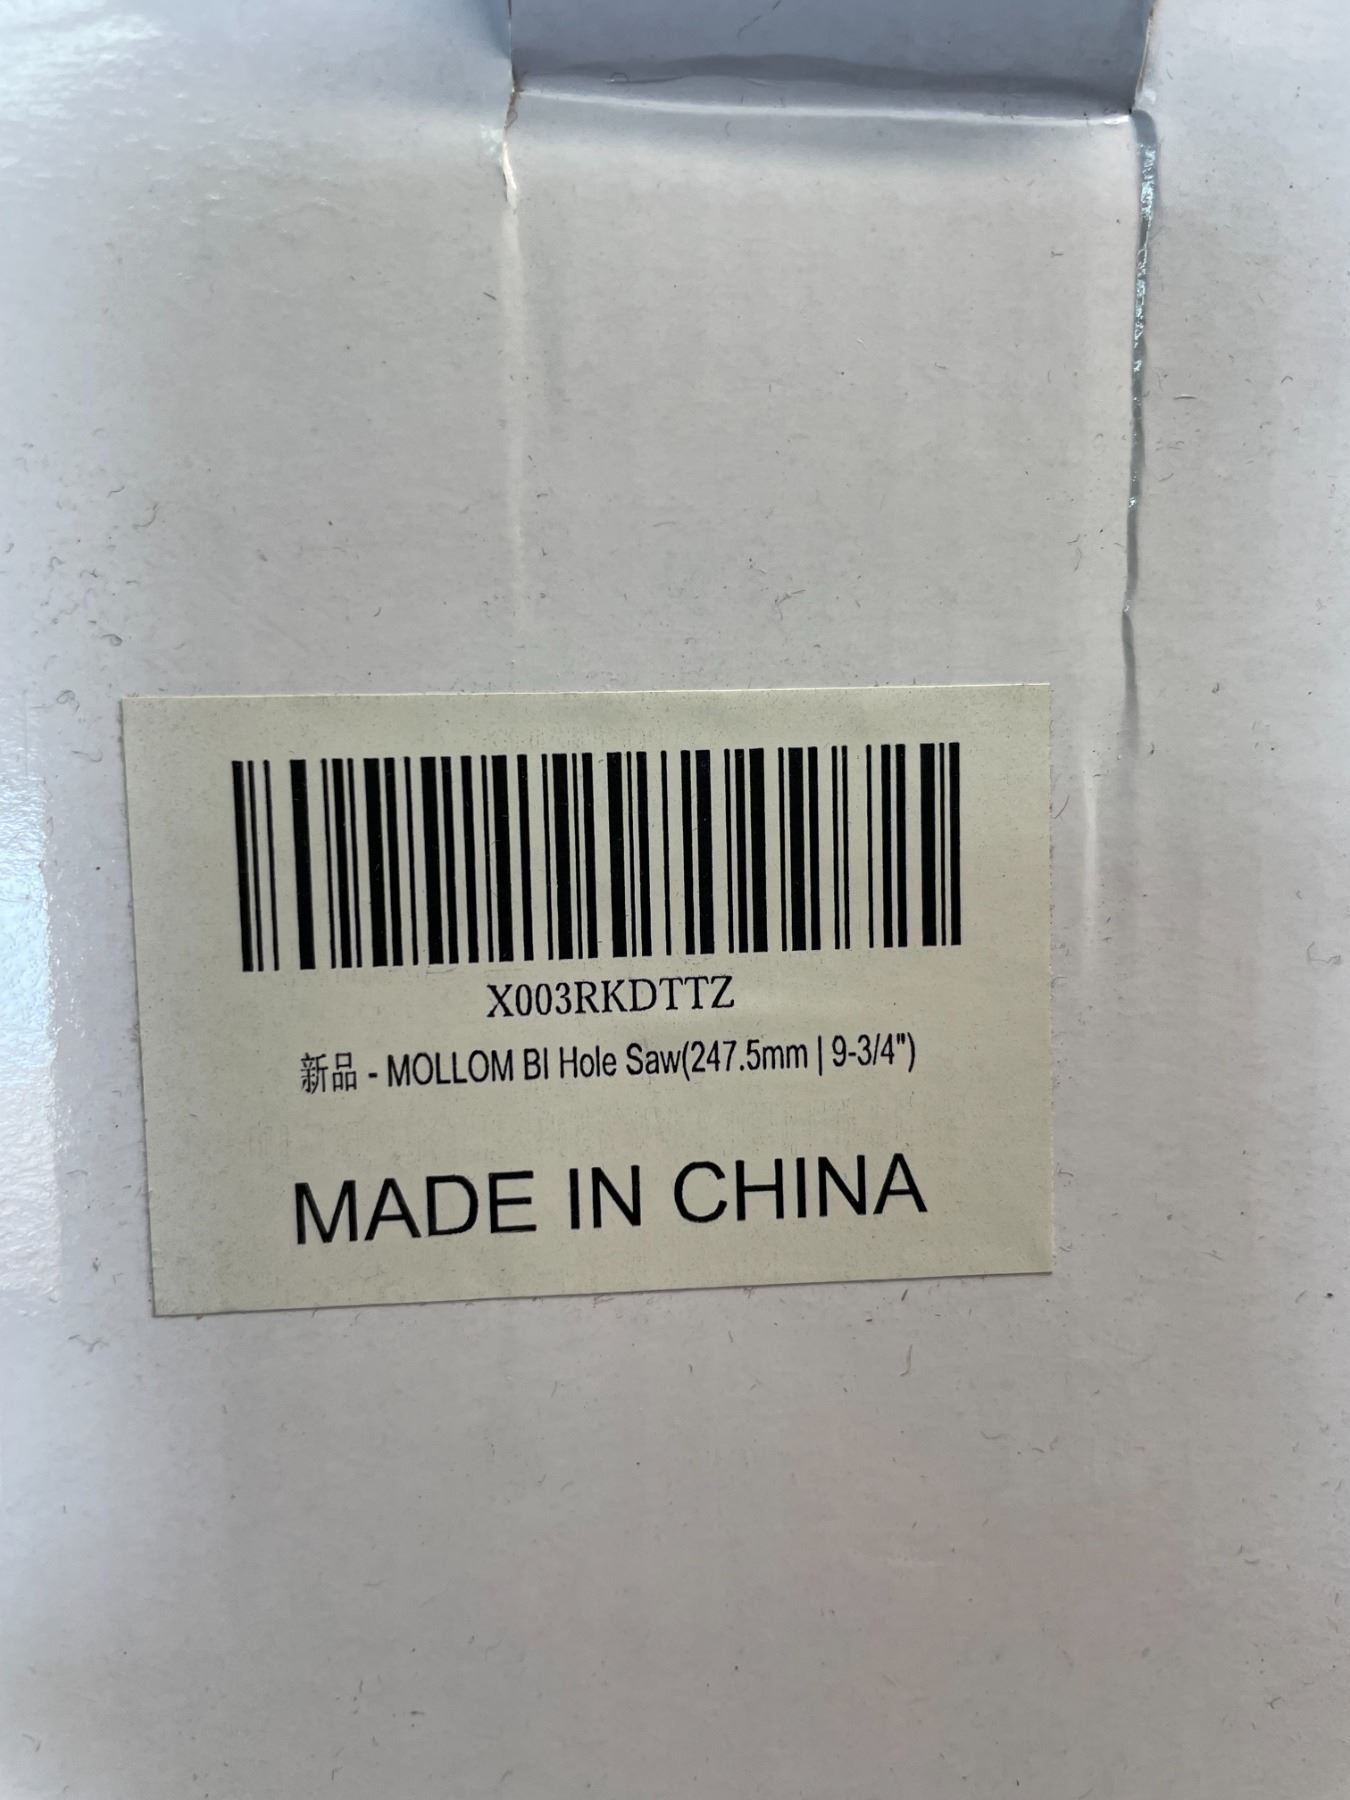 X003RKDTTZ
新品 - MOLLOM BI Hole Saw(247.5mm | 9-3/4")
MADE IN CHINA